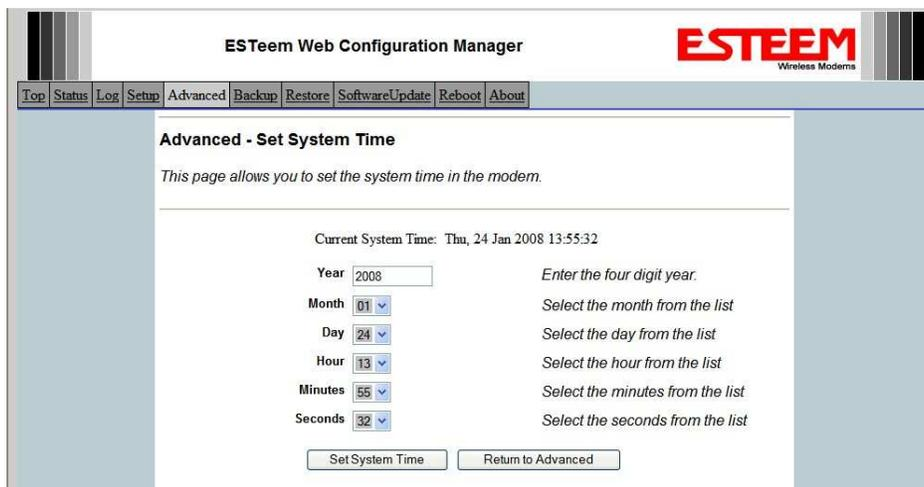 ESTeem Web Configuration Manager
ESTEEM
Wireless Modems
Top Status Log Setup Advanced Backup Restore SoftwareUpdate Reboot About
Advanced - Set System Time
This page allows you to set the system time in the modem.
Current System Time: Thu, 24 Jan 2008 13:55:32
Year 2008 Enter the four digit year.
Month 01 Select the month from the list
Day 24 Select the day from the list
Hour 13 Select the hour from the list
Minutes 55 Select the minutes from the list
Seconds 32 Select the seconds from the list
Set System Time Return to Advanced